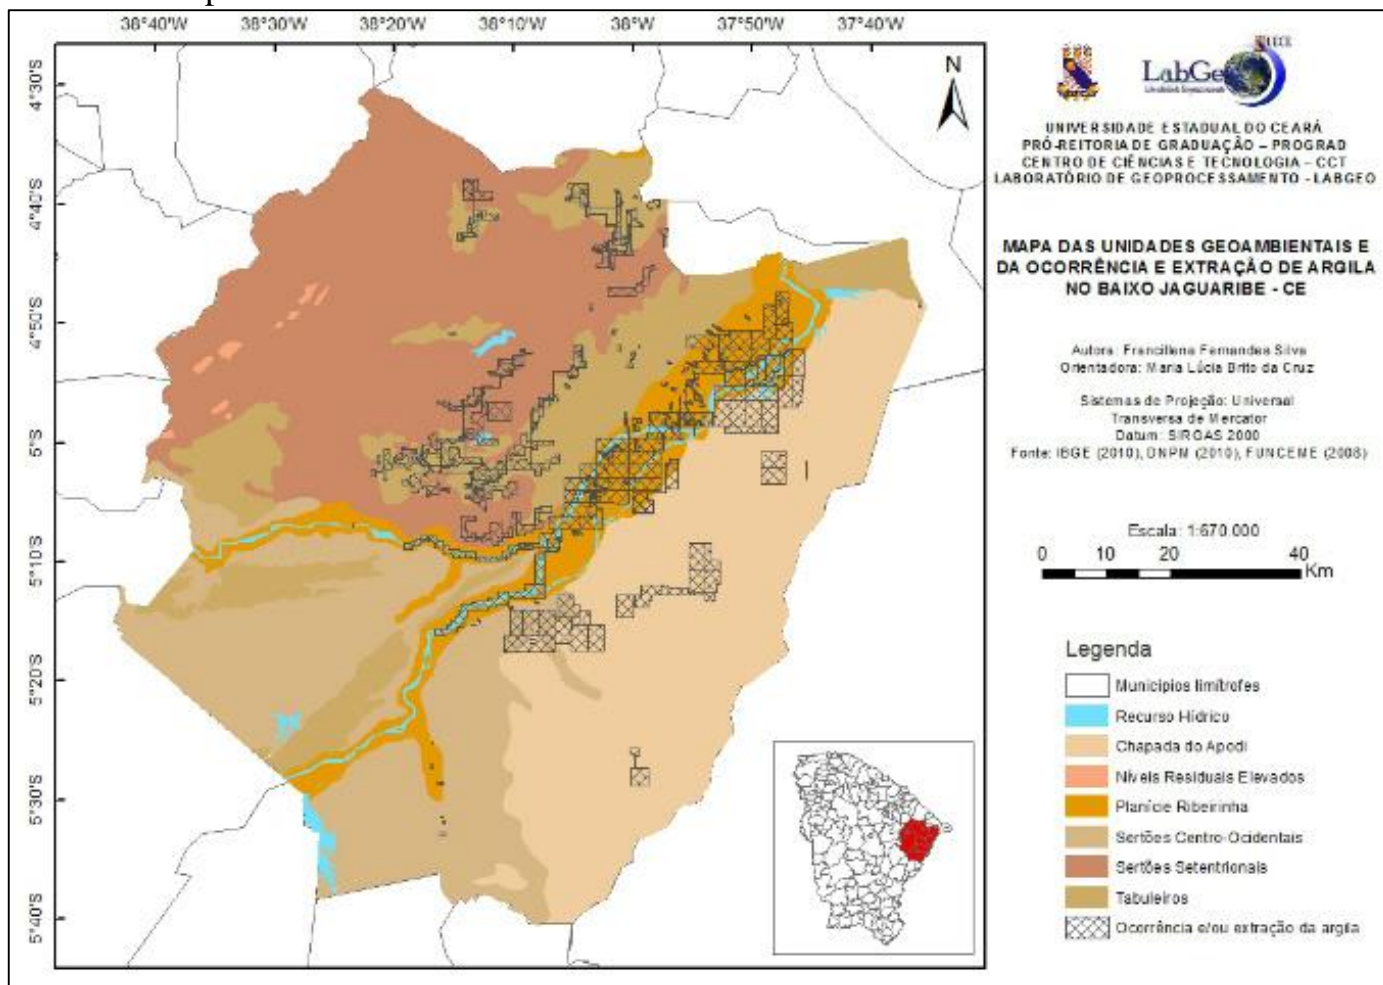 38°40'W 38°30'W 38°20'W 38°10'W 38°W 37°50'W 37°40'W
4°30'S
4°40'S
4°50'S
5°S
5°10'S
5°20'S
5°30'S
5°40'S
N
UECE
LabGe
UNIVERSIDADE ESTADUAL DO CEARÁ
PRÓ-REITORIA DE GRADUAÇÃO – PROGRAD
CENTRO DE CIÊNCIAS E TECNOLOGIA - CCT
LABORATÓRIO DE GEOPROCESSAMENTO - LABGEO
MAPA DAS UNIDADES GEOAMBIENTAIS E
DA OCORRÊNCIA E EXTRAÇÃO DE ARGILA
NO BAIXO JAGUARIBE - CE
Autora: Francillena Fernandes Silva
Orientadora: Maria Lúcia Brito da Cruz
Sistemas de Projeção: Universal
Transversa de Mercator
Datum: SIRGAS 2000
Fonte: IBGE (2010), DNPM (2010), FUNCEME (2008)
Escala: 1:670.000
0 10 20 40
Km
Legenda
Municípios limítrofes
Recurso Hídrico
Chapada do Apodi
Níveis Residuais Elevados
Planície Ribeirinha
Sertões Centro-Ocidentais
Sertões Setentrionais
Tabuleiros
Ocorrência e/ou extração da argila